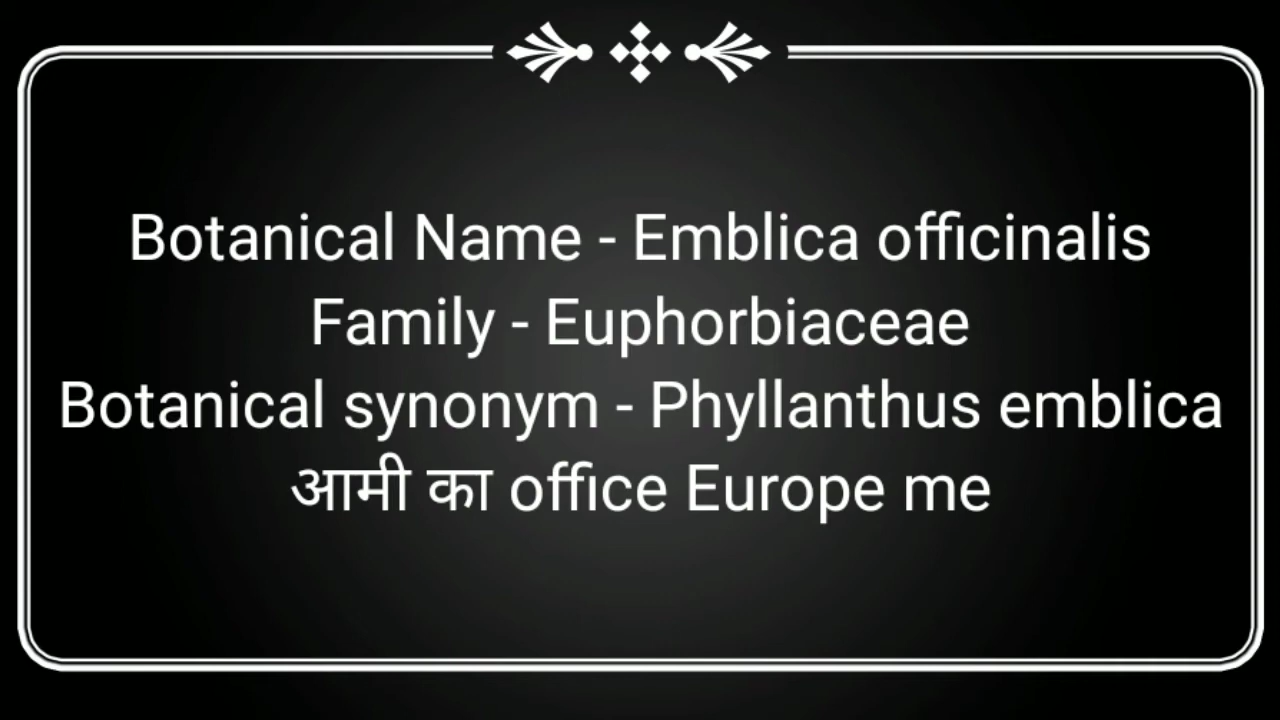 Botanical Name - Emblica officinalis
Family - Euphorbiaceae
Botanical synonym - Phyllanthus emblica
आमी का office Europe me